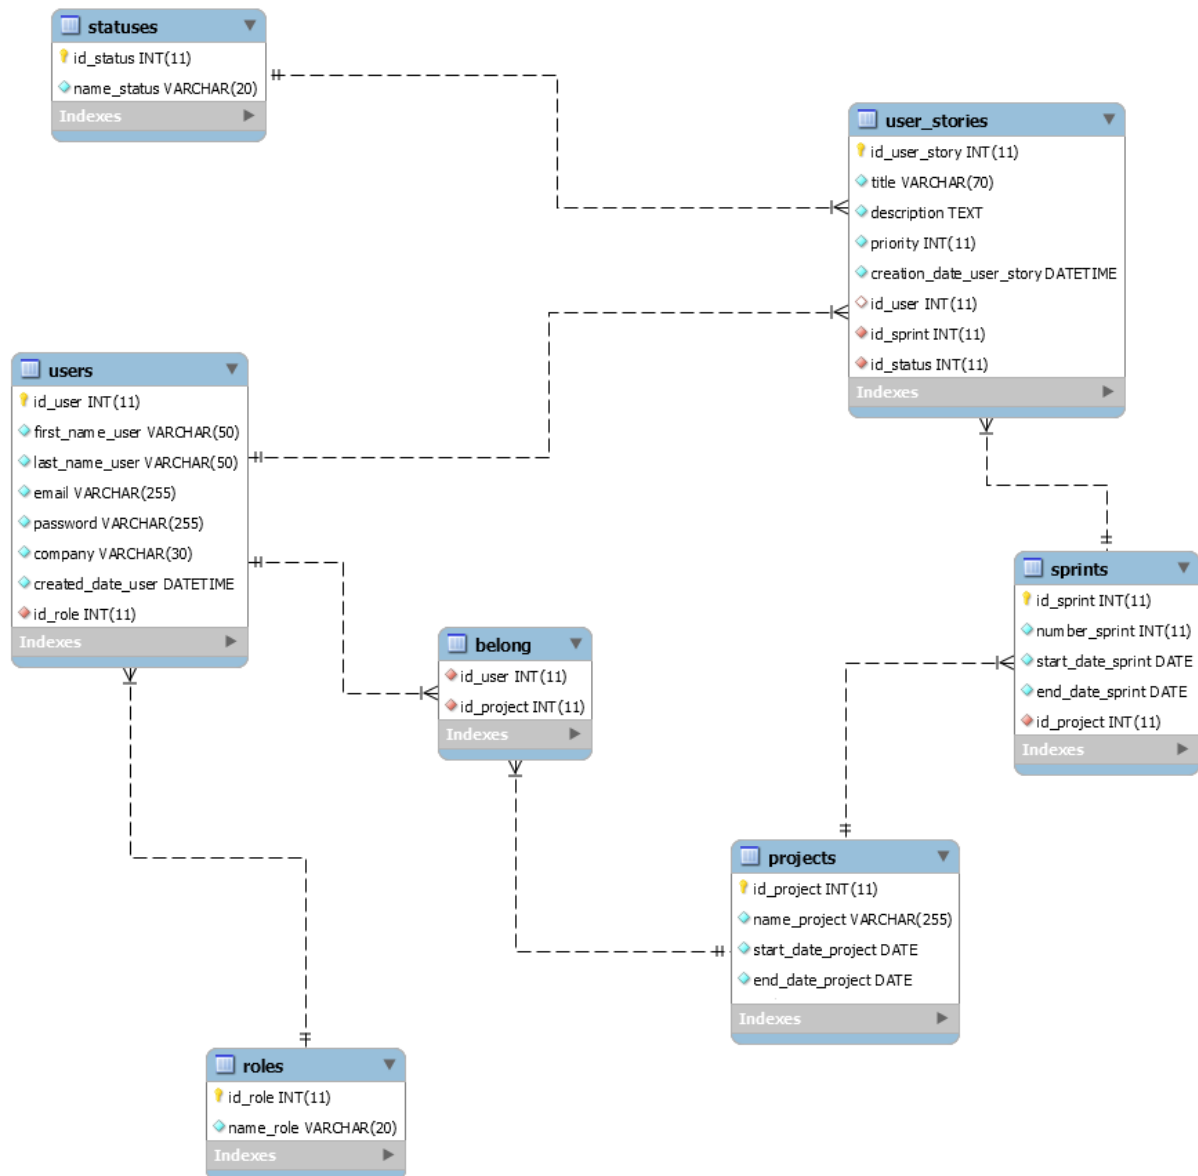 statuses
id_status INT(11)
name_status VARCHAR(20)
Indexes
user_stories
id_user_story INT(11)
title VARCHAR(70)
description TEXT
priority INT(11)
creation_date_user_story DATETIME
id_user INT(11)
id_sprint INT(11)
id_status INT(11)
Indexes
users
id_user INT(11)
first_name_user VARCHAR(50)
last_name_user VARCHAR(50)
email VARCHAR(255)
password VARCHAR(255)
company VARCHAR(30)
created_date_user DATETIME
id_role INT(11)
Indexes
belong
id_user INT(11)
id_project INT(11)
Indexes
sprints
id_sprint INT(11)
number_sprint INT(11)
start_date_sprint DATE
end_date_sprint DATE
id_project INT(11)
Indexes
projects
id_project INT(11)
name_project VARCHAR(255)
start_date_project DATE
end_date_project DATE
Indexes
roles
id_role INT(11)
name_role VARCHAR(20)
Indexes